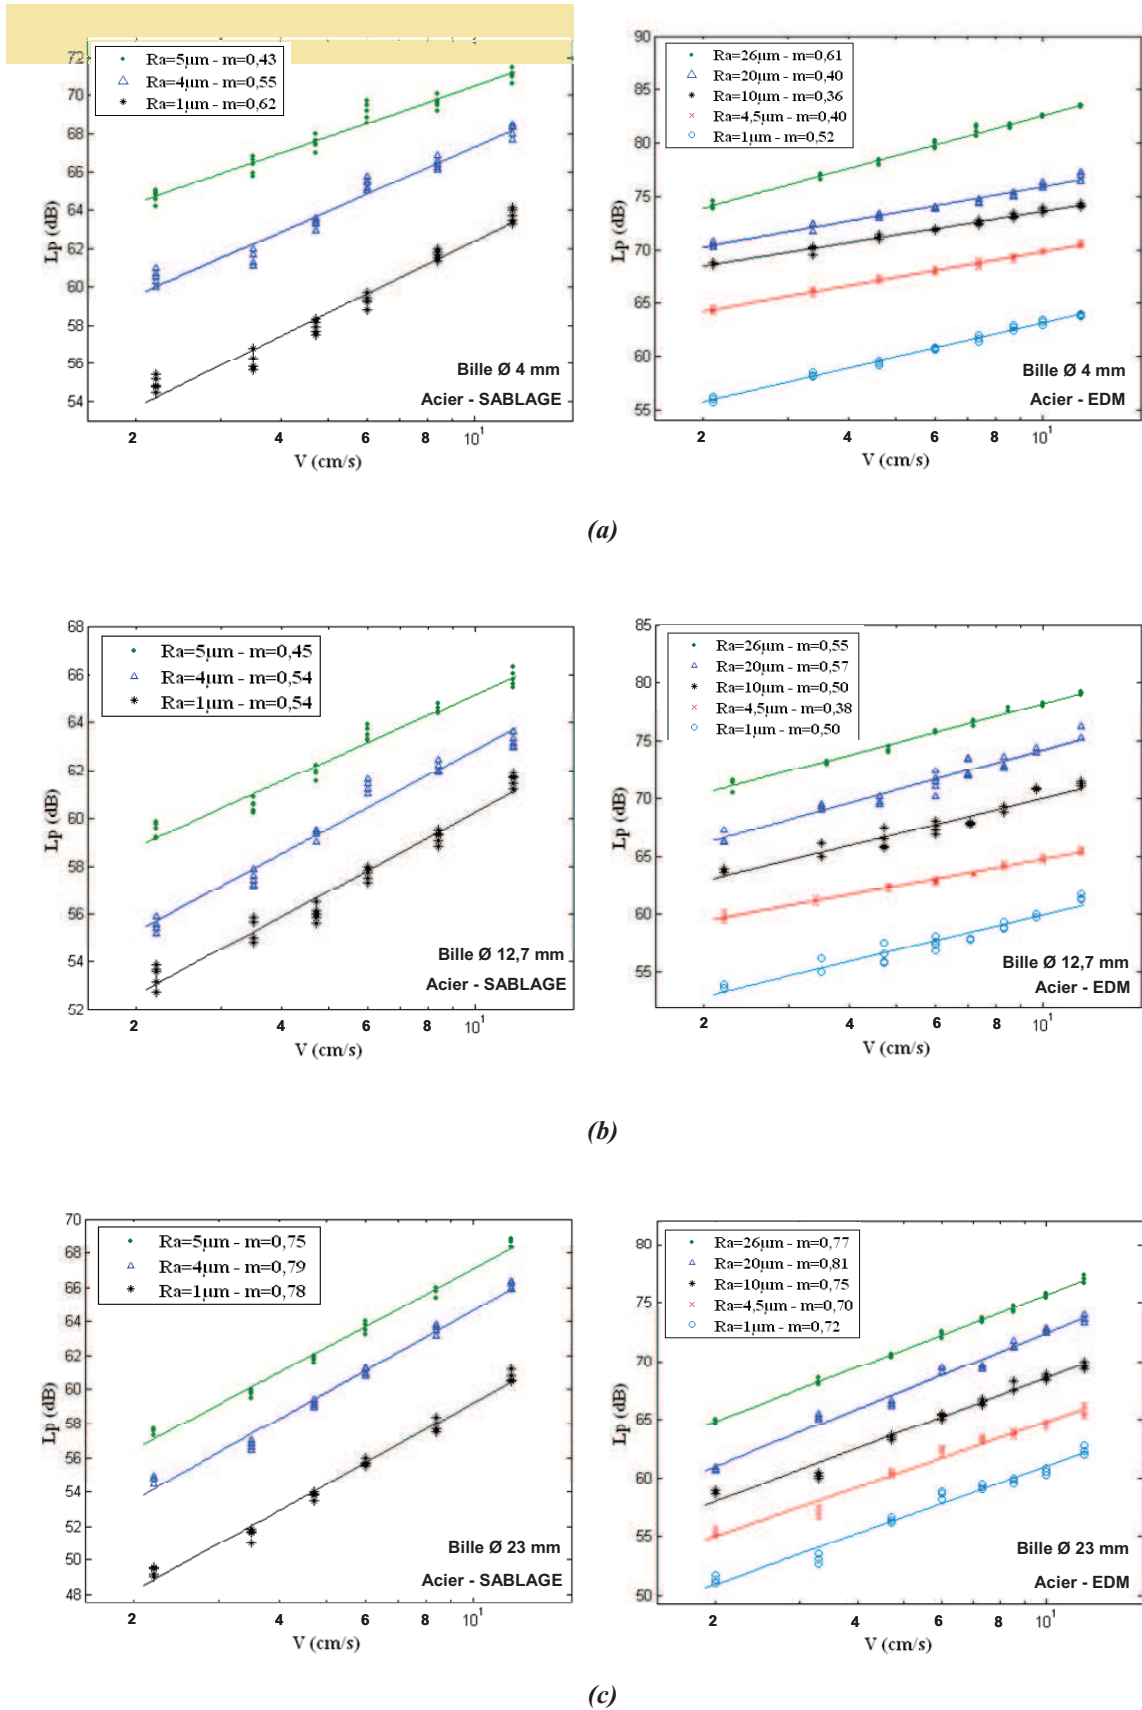 72
70
68
66
64
62
60
58
56
54
Lp (dB)
Ra=5µm - m=0,43
Ra=4µm - m=0,55
Ra=1µm - m=0,62
Bille Ø 4 mm
Acier - SABLAGE
2 4 6 8 10¹
V (cm/s)
90
85
80
75
70
65
60
55
Lp (dB)
Ra=26µm - m=0,61
Ra=20µm - m=0,40
Ra=10µm - m=0,36
Ra=4,5µm - m=0,40
Ra=1µm - m=0,52
Bille Ø 4 mm
Acier - EDM
2 4 6 8 10¹
V (cm/s)
(a)
68
66
64
62
60
58
56
54
52
Lp (dB)
Ra=5µm - m=0,45
Ra=4µm - m=0,54
Ra=1µm - m=0,54
Bille Ø 12,7 mm
Acier - SABLAGE
2 4 6 8 10¹
V (cm/s)
85
80
75
70
65
60
55
Lp (dB)
Ra=26µm - m=0,55
Ra=20µm - m=0,57
Ra=10µm - m=0,50
Ra=4,5µm - m=0,38
Ra=1µm - m=0,50
Bille Ø 12,7 mm
Acier - EDM
2 4 6 8 10¹
V (cm/s)
(b)
70
68
66
64
62
60
58
56
54
52
50
48
Lp (dB)
Ra=5µm - m=0,75
Ra=4µm - m=0,79
Ra=1µm - m=0,78
Bille Ø 23 mm
Acier - SABLAGE
2 4 6 8 10¹
V (cm/s)
80
75
70
65
60
55
50
Lp (dB)
Ra=26µm - m=0,77
Ra=20µm - m=0,81
Ra=10µm - m=0,75
Ra=4,5µm - m=0,70
Ra=1µm - m=0,72
Bille Ø 23 mm
Acier - EDM
2 4 6 8 10¹
V (cm/s)
(c)